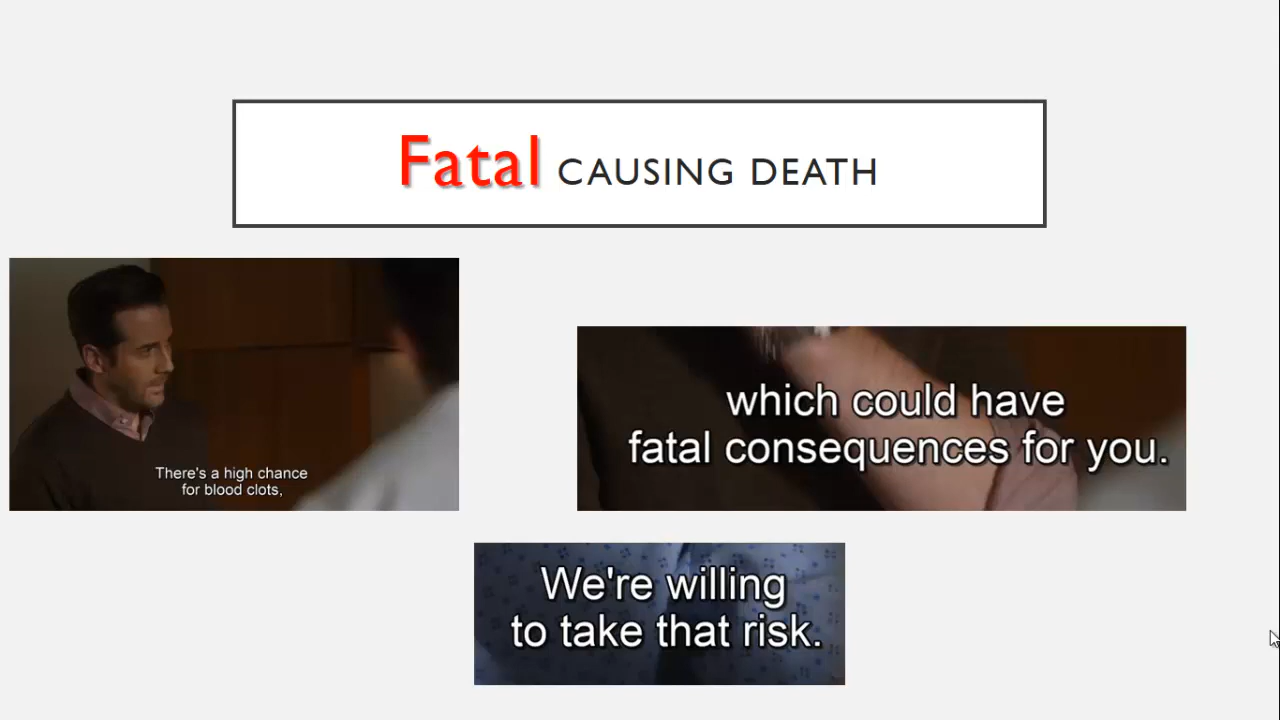 Fatal CAUSING DEATH
There's a high chance
for blood clots,
which could have
fatal consequences for you.
We're willing
to take that risk.